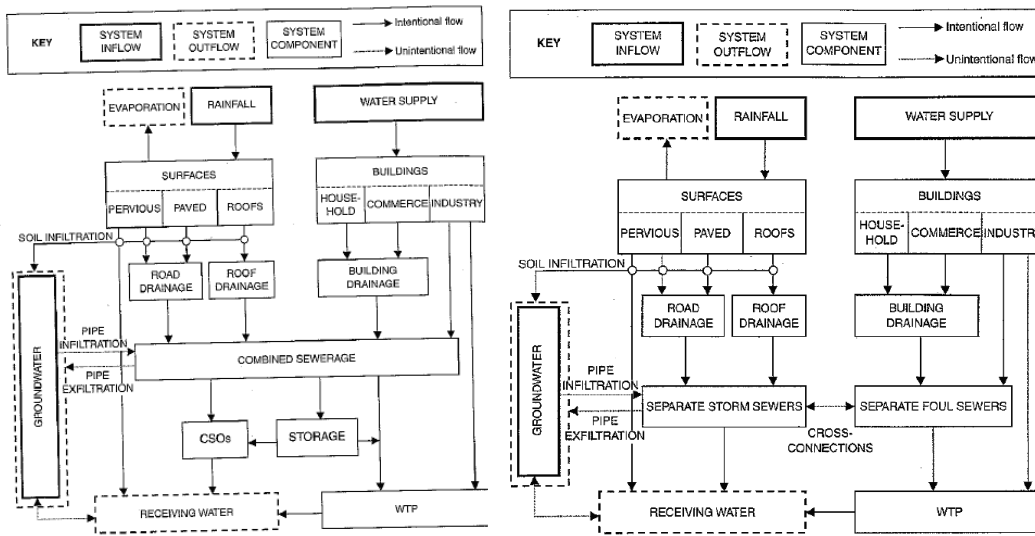 KEY
SYSTEM
INFLOW
SYSTEM
OUTFLOW
SYSTEM
COMPONENT
Intentional flow
Unintentional flow
EVAPORATION
RAINFALL
WATER SUPPLY
SURFACES
PERVIOUS
PAVED
ROOFS
BUILDINGS
HOUSE-
HOLD
COMMERCE
INDUSTRY
SOIL INFILTRATION
ROAD
DRAINAGE
ROOF
DRAINAGE
BUILDING
DRAINAGE
GROUNDWATER
PIPE
INFILTRATION
PIPE
EXFILTRATION
COMBINED SEWERAGE
CSOs
STORAGE
RECEIVING WATER
WTP
KEY
SYSTEM
INFLOW
SYSTEM
OUTFLOW
SYSTEM
COMPONENT
Intentional flow
Unintentional flow
EVAPORATION
RAINFALL
WATER SUPPLY
SURFACES
PERVIOUS
PAVED
ROOFS
BUILDINGS
HOUSE-
HOLD
COMMERCE
INDUSTR
SOIL INFILTRATION
ROAD
DRAINAGE
ROOF
DRAINAGE
BUILDING
DRAINAGE
GROUNDWATER
PIPE
INFILTRATION
PIPE
EXFILTRATION
SEPARATE STORM SEWERS
SEPARATE FOUL SEWERS
CROSS-
CONNECTIONS
RECEIVING WATER
WTP